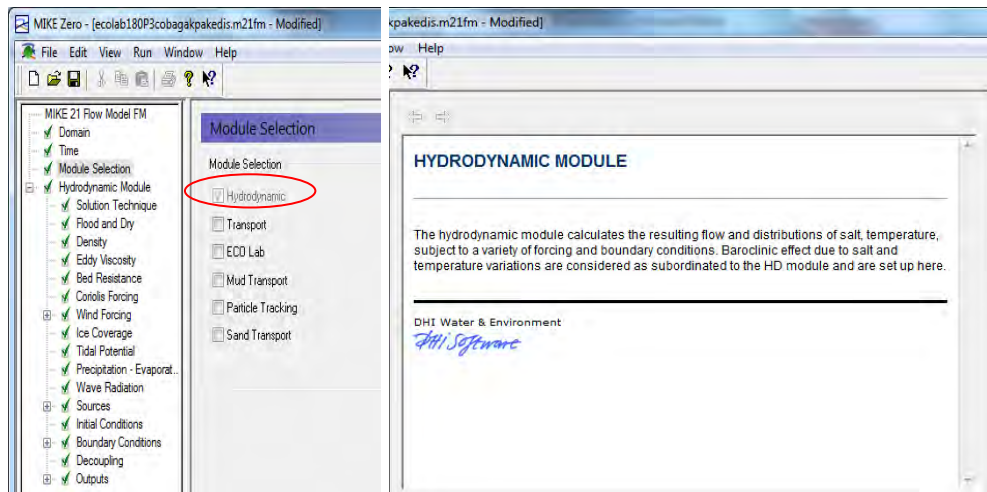 MIKE Zero - [ecolab180P3cobagakpakedis.m21fm - Modified]
File Edit View Run Window Help
MIKE 21 Flow Model FM
Domain
Time
Module Selection
Hydrodynamic Module
Solution Technique
Flood and Dry
Density
Eddy Viscosity
Bed Resistance
Coriolis Forcing
Wind Forcing
Ice Coverage
Tidal Potential
Precipitation - Evaporat..
Wave Radiation
Sources
Initial Conditions
Boundary Conditions
Decoupling
Outputs
Module Selection
Module Selection
Hydrodynamic
Transport
ECO Lab
Mud Transport
Particle Tracking
Sand Transport
kpakedis.m21fm - Modified]
ow Help
HYDRODYNAMIC MODULE
The hydrodynamic module calculates the resulting flow and distributions of salt, temperature,
subject to a variety of forcing and boundary conditions. Baroclinic effect due to salt and
temperature variations are considered as subordinated to the HD module and are set up here.
DHI Water & Environment
DHI Software